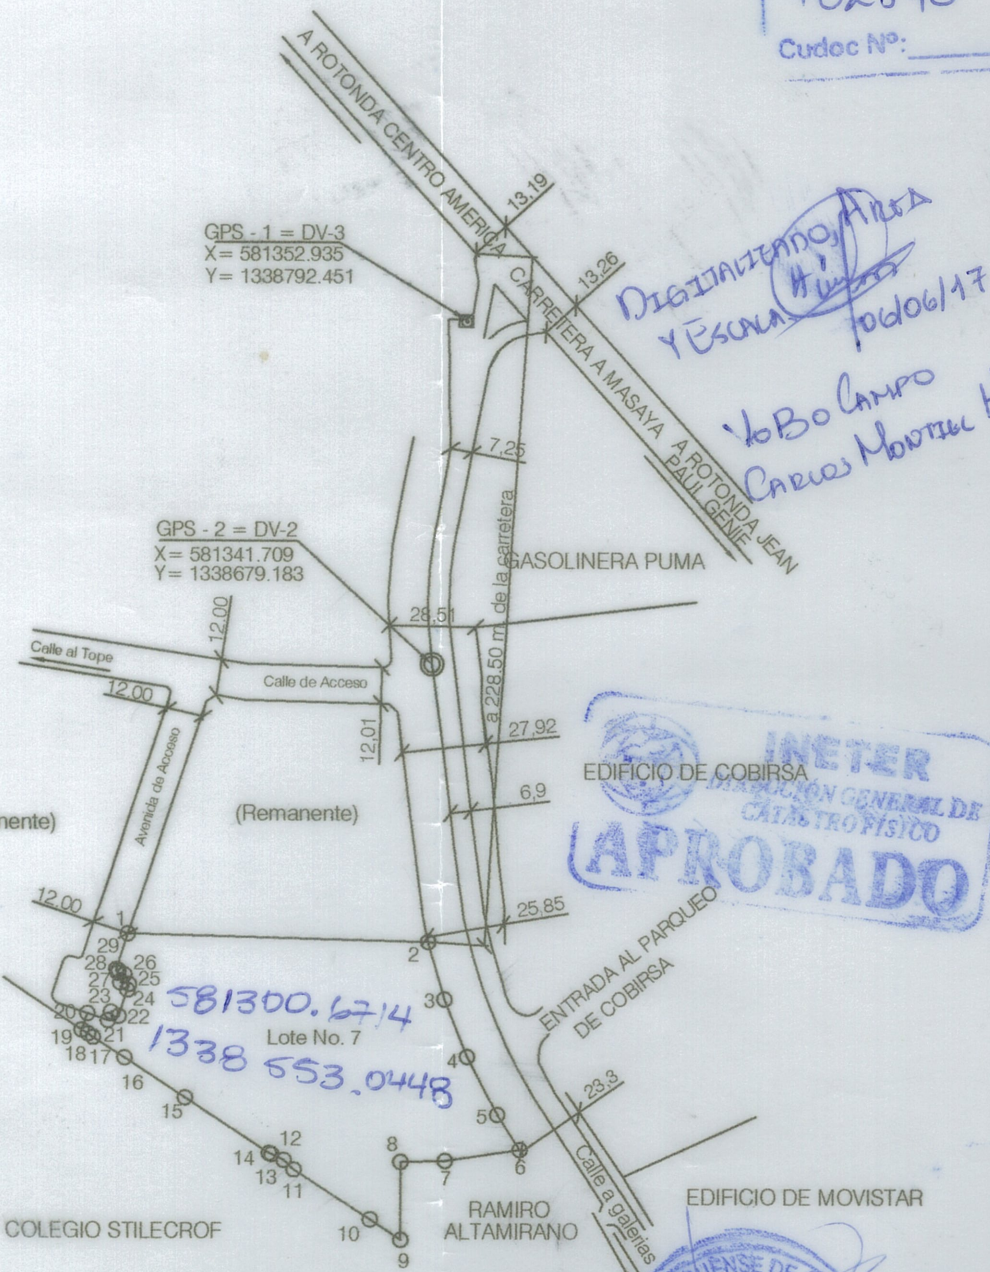 Cudoc Nº:
A ROTONDA CENTRO AMERICA
CARRETERA A MASAYA
A ROTONDA JEAN
PAUL GENIE
13,19
13,26
GPS - 1 = DV-3
X= 581352.935
Y= 1338792.451
DIGITALIZADO, AREA
Y ESCALA
06/06/17
VoBo CAMPO
CARLOS MONTIEL
7,25
GPS - 2 = DV-2
X= 581341.709
Y= 1338679.183
a 228.50 m. de la carretera
GASOLINERA PUMA
28,51
12,00
Calle al Tope
Calle de Acceso
12,00
12,01
Avenida de Acceso
27,92
EDIFICIO DE COBIRSA
INETER
DIRECCIÓN GENERAL DE
CATASTRO FÍSICO
APROBADO
6,9
(Remanente)
nente)
12,00
25,85
ENTRADA AL PARQUEO
DE COBIRSA
1
2
29
28
26
27
25
24
23
22
20
21
19
18
17
16
15
14
12
13
11
10
9
8
7
6
5
4
3
581300.6714
Lote No. 7
1338 553.0448
23,3
Calle a galerias
RAMIRO
ALTAMIRANO
EDIFICIO DE MOVISTAR
COLEGIO STILECROF